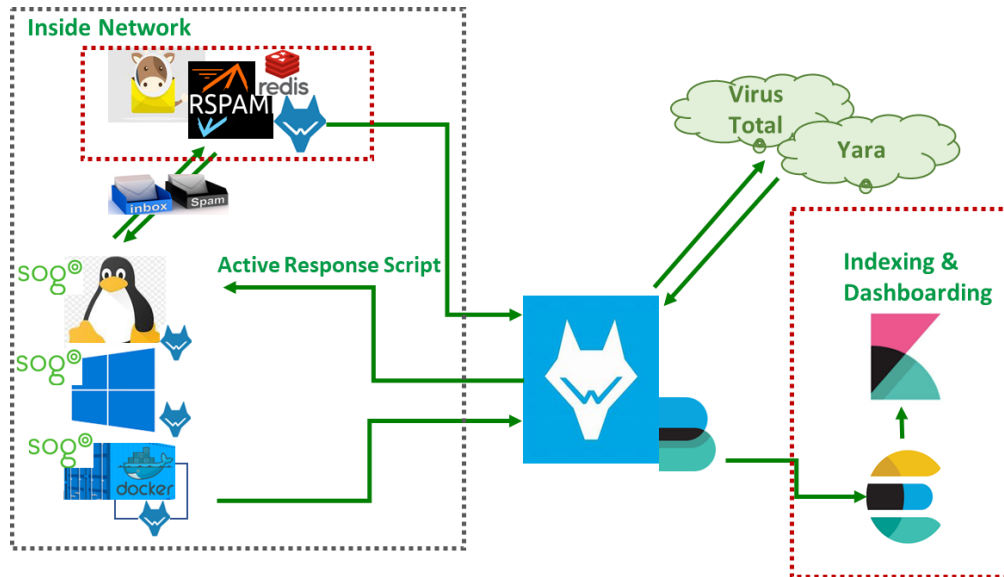 Inside Network
redis
RSPAM
inbox
Spam
sog
Active Response Script
sog
sog
docker
Virus
Total
Yara
Indexing &
Dashboarding